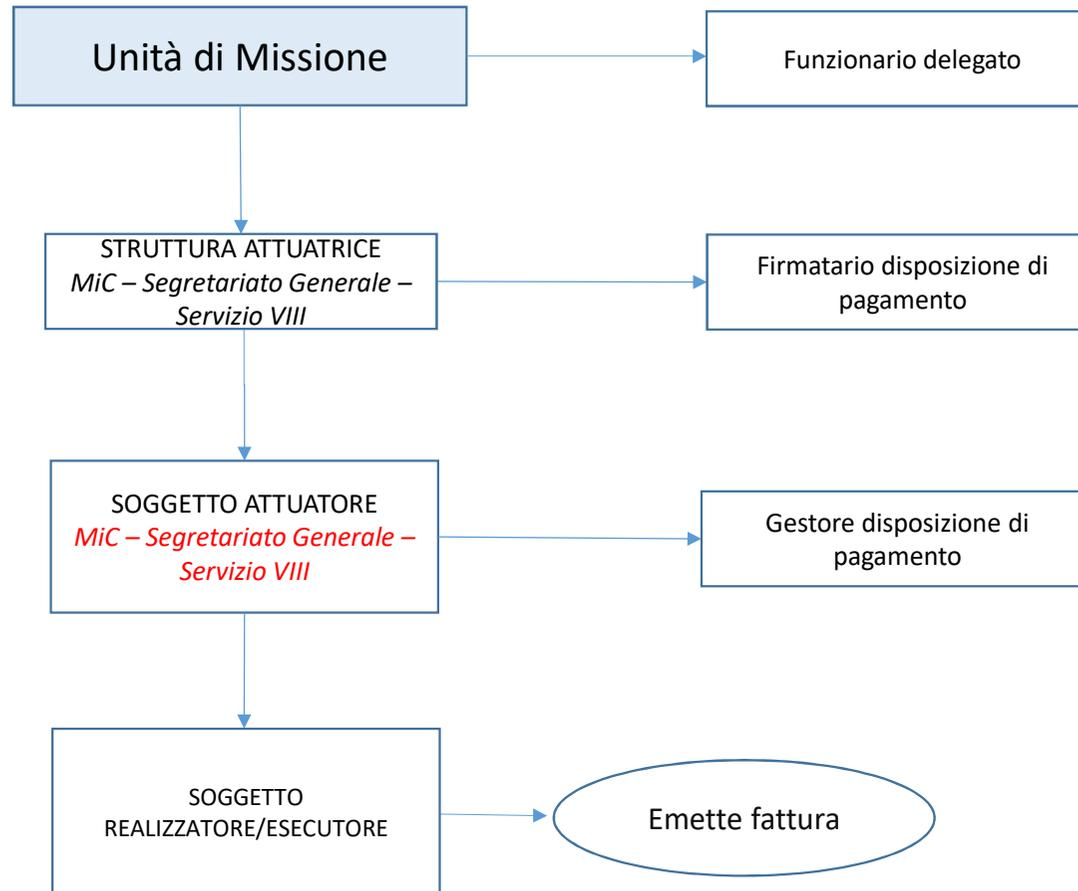 Unità di Missione
Funzionario delegato
STRUTTURA ATTUATRICE
MiC – Segretariato Generale –
Servizio VIII
Firmatario disposizione di
pagamento
SOGGETTO ATTUATORE
MiC – Segretariato Generale –
Servizio VIII
Gestore disposizione di
pagamento
SOGGETTO
REALIZZATORE/ESECUTORE
Emette fattura